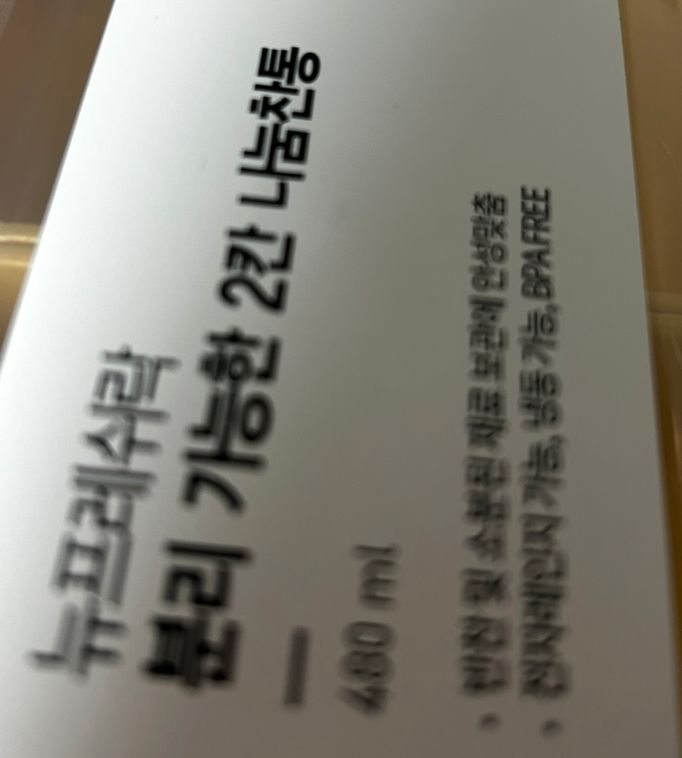 뉴프레쉬락
분리 가능한 2칸 나눔찬통
480 ml
• 반찬 및 소분된 재료 보관에 안성맞춤
• 전자레인지 가능, 냉동 가능, BPA FREE